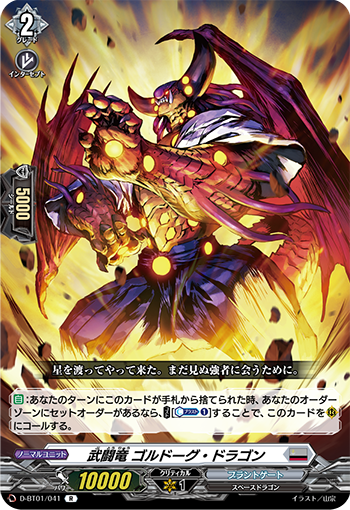 2
グレード
インターセプト
5000
シールド
星を渡ってやって来た。まだ見ぬ強者に会うために。
自:あなたのターンにこのカードが手札から捨てられた時、あなたのオーダー
ゾーンにセットオーダーがあるなら、【[ブラスト1]】することで、このカードをR
にコールする。
ノーマルユニット
武闘竜 ゴルドーグ・ドラゴン
パワー 10000
クリティカル
1
ブラントゲート
スペースドラゴン
D-BT01/041 R
イラスト/山宗